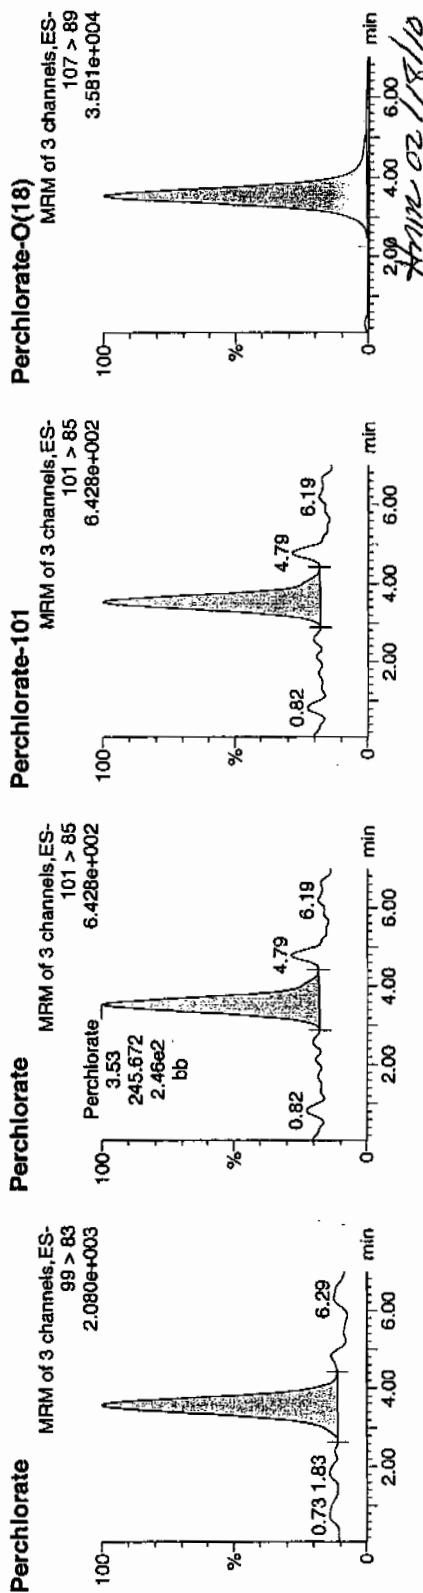 Perchlorate
MRM of 3 channels,ES-
99 > 83
2.080e+003
100
%
0
0.73 1.83
6.29
2.00
4.00
6.00
min
Perchlorate
MRM of 3 channels,ES-
101 > 85
6.428e+002
100
Perchlorate
3.53
245.672
2.46e2
bb
%
0
0.82
4.79
6.19
2.00
4.00
6.00
min
Perchlorate-101
MRM of 3 channels,ES-
101 > 85
6.428e+002
100
%
0
0.82
4.79
6.19
2.00
4.00
6.00
min
Perchlorate-O(18)
MRM of 3 channels,ES-
107 > 89
3.581e+004
100
%
0
2.00
4.00
6.00
min